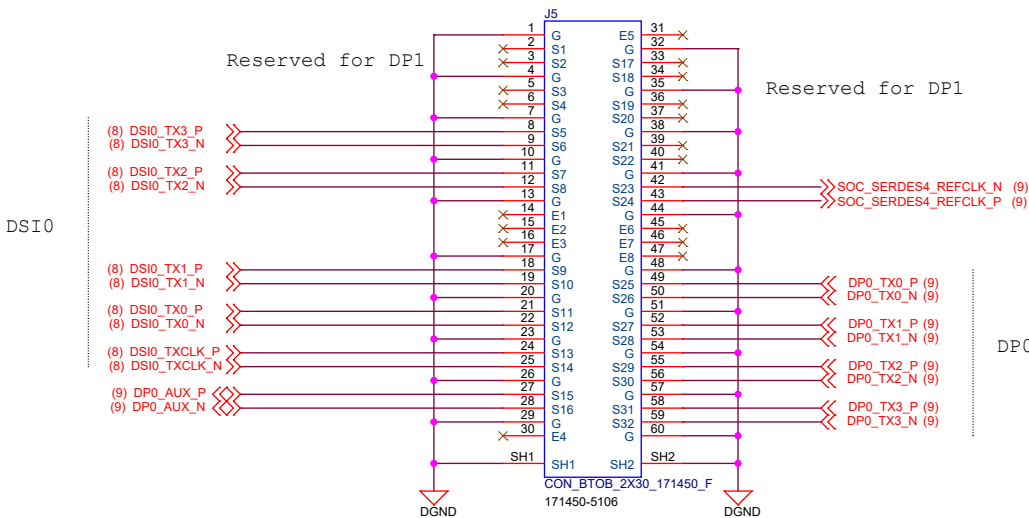 J5
Reserved for DP1
Reserved for DP1
1 G E5 31
2 S1 G 32
3 S2 S17 33
4 G S18 34
5 S3 G 35
6 S4 S19 36
7 G S20 37
(8) DSI0_TX3_P 8 S5 G 38
(8) DSI0_TX3_N 9 S6 S21 39
10 G S22 40
(8) DSI0_TX2_P 11 S7 G 41
(8) DSI0_TX2_N 12 S8 S23 42 SOC_SERDES4_REFCLK_N (9)
13 G S24 43 SOC_SERDES4_REFCLK_P (9)
14 E1 G 44
DSI0
15 E2 E6 45
16 E3 E7 46
17 G E8 47
(8) DSI0_TX1_P 18 S9 G 48
(8) DSI0_TX1_N 19 S10 S25 49 DP0_TX0_P (9)
20 G S26 50 DP0_TX0_N (9)
(8) DSI0_TX0_P 21 S11 G 51
(8) DSI0_TX0_N 22 S12 S27 52 DP0_TX1_P (9)
23 G S28 53 DP0_TX1_N (9)
(8) DSI0_TXCLK_P 24 S13 G 54
DP0
(8) DSI0_TXCLK_N 25 S14 S29 55 DP0_TX2_P (9)
26 G S30 56 DP0_TX2_N (9)
(9) DP0_AUX_P 27 S15 G 57
(9) DP0_AUX_N 28 S16 S31 58 DP0_TX3_P (9)
29 G S32 59 DP0_TX3_N (9)
30 E4 G 60
SH1 SH1 SH2 SH2
CON_BTOB_2X30_171450_F
171450-5106
DGND
DGND